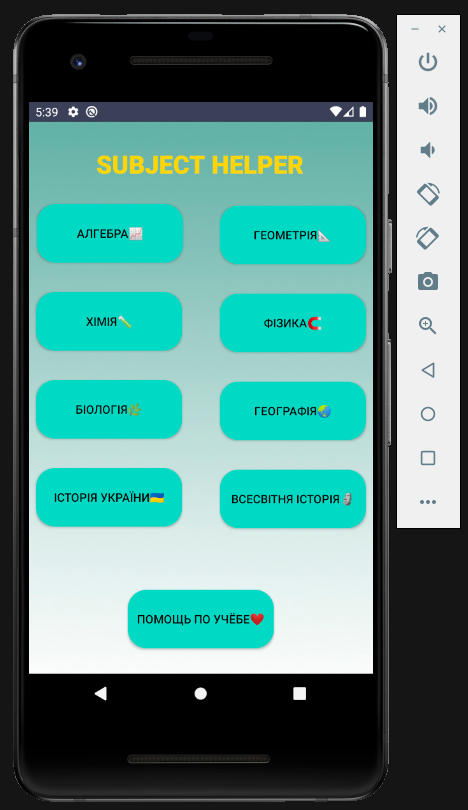 5:39
SUBJECT HELPER
АЛГЕБРА📈
ГЕОМЕТРІЯ📐
ХІМІЯ🧪
ФІЗИКА🧲
БІОЛОГІЯ🌿
ГЕОГРАФІЯ🌏
ІСТОРІЯ УКРАЇНИ🇺🇦
ВСЕСВІТНЯ ІСТОРІЯ🗿
ПОМОЩЬ ПО УЧЁБЕ❤️